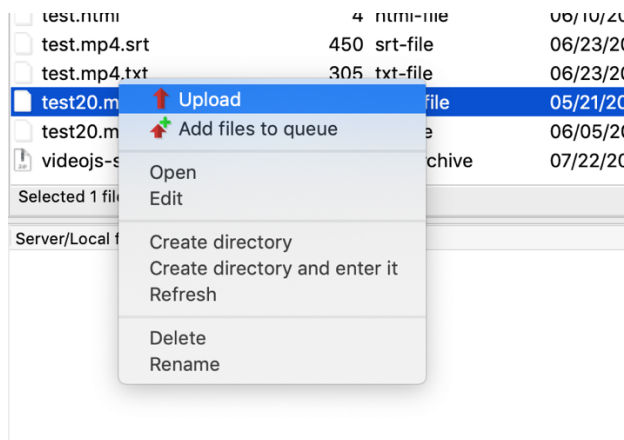 test.html 4 html-file 06/10/20
test.mp4.srt 450 srt-file 06/23/20
test.mp4.txt 305 txt-file 06/23/20
test20.m file 05/21/20
test20.m 06/05/20
videojs-s chive 07/22/20
Selected 1 file
Server/Local f
Upload
Add files to queue
Open
Edit
Create directory
Create directory and enter it
Refresh
Delete
Rename